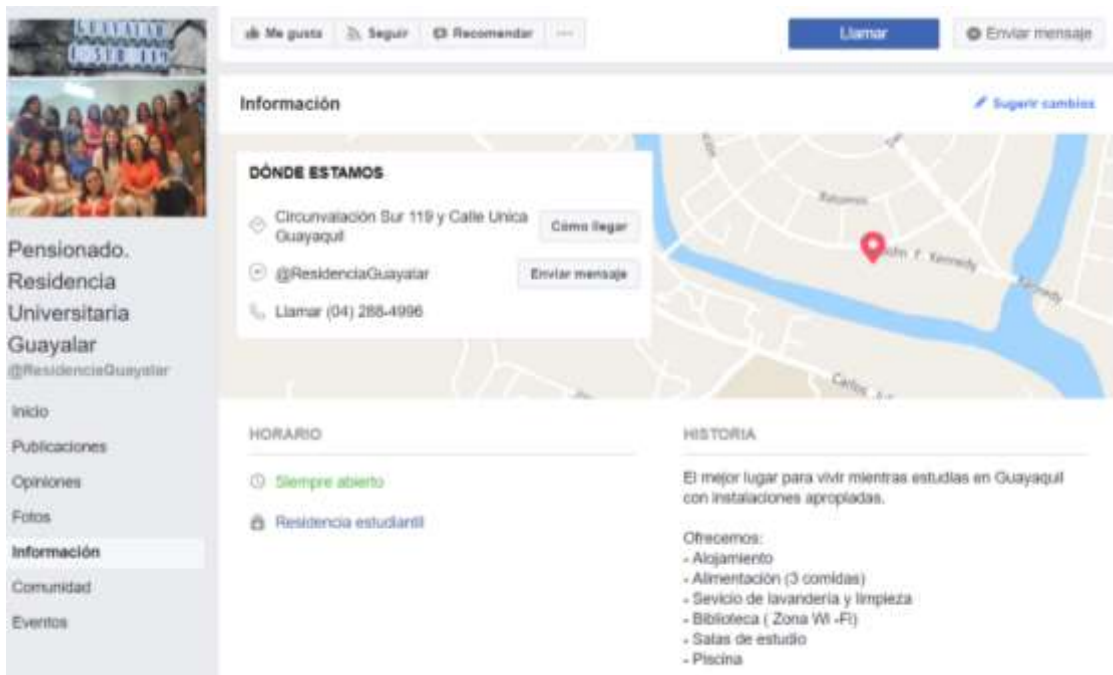 Me gusta
Seguir
Recomendar
Llamar
Enviar mensaje
Información
Sugerir cambios
DÓNDE ESTAMOS
Circunvalación Sur 119 y Calle Unica
Guayaquil
Cómo llegar
@ResidenciaGuayalar
Enviar mensaje
Llamar (04) 288-4996
John F. Kennedy
Kennedy
Carlos
Pensionado.
Residencia
Universitaria
Guayalar
@ResidenciaGuayalar
Inicio
Publicaciones
Opiniones
Fotos
Información
Comunidad
Eventos
HORARIO
Siempre abierto
Residencia estudiantil
HISTORIA
El mejor lugar para vivir mientras estudias en Guayaquil
con instalaciones apropiadas.
Ofrecemos:
- Alojamiento
- Alimentación (3 comidas)
- Sevicio de lavandería y limpieza
- Biblioteca ( Zona Wi -Fi)
- Salas de estudio
- Piscina